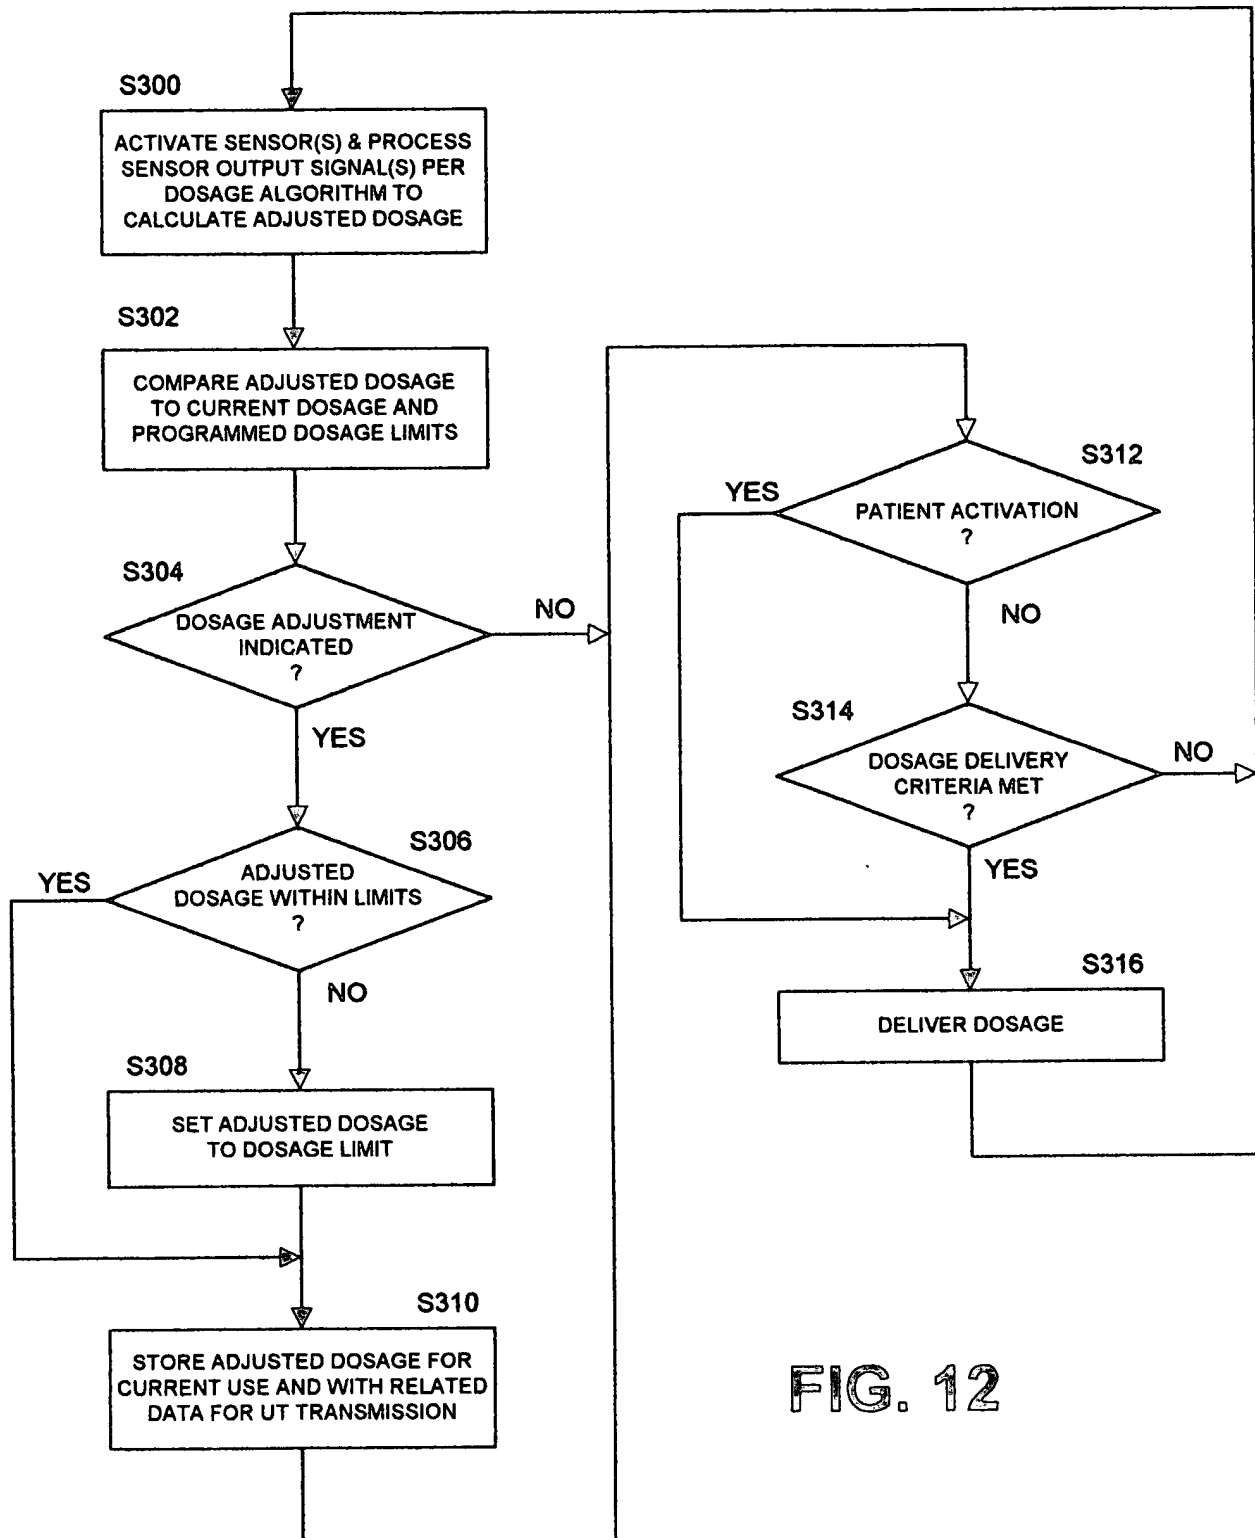 S300
ACTIVATE SENSOR(S) & PROCESS
SENSOR OUTPUT SIGNAL(S) PER
DOSAGE ALGORITHM TO
CALCULATE ADJUSTED DOSAGE
S302
COMPARE ADJUSTED DOSAGE
TO CURRENT DOSAGE AND
PROGRAMMED DOSAGE LIMITS
S304
DOSAGE ADJUSTMENT
INDICATED
?
NO
YES
S306
ADJUSTED
DOSAGE WITHIN LIMITS
?
YES
NO
S308
SET ADJUSTED DOSAGE
TO DOSAGE LIMIT
S310
STORE ADJUSTED DOSAGE FOR
CURRENT USE AND WITH RELATED
DATA FOR UT TRANSMISSION
S312
PATIENT ACTIVATION
?
YES
NO
S314
DOSAGE DELIVERY
CRITERIA MET
?
NO
YES
S316
DELIVER DOSAGE
FIG. 12